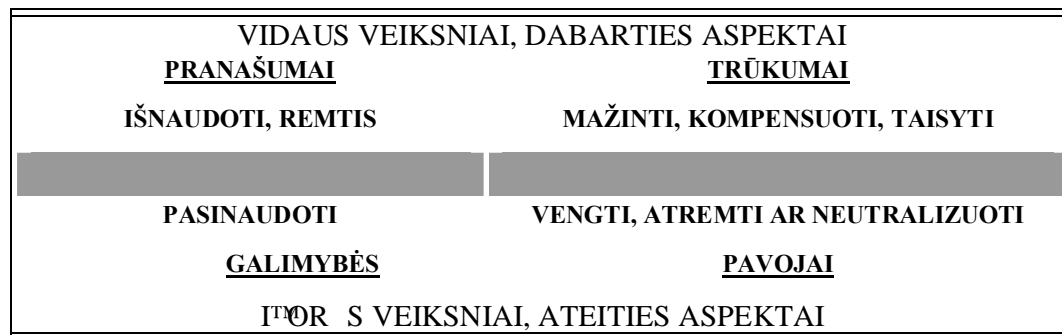 VIDAUS VEIKSNIAI, DABARTIES ASPEKTAI
PRANAŠUMAI TRŪKUMAI
IŠNAUDOTI, REMTIS MAŽINTI, KOMPENSUOTI, TAISYTI
PASINAUDOTI VENGTI, ATREMTI AR NEUTRALIZUOTI
GALIMYBĖS PAVOJAI
I™OR S VEIKSNIAI, ATEITIES ASPEKTAI